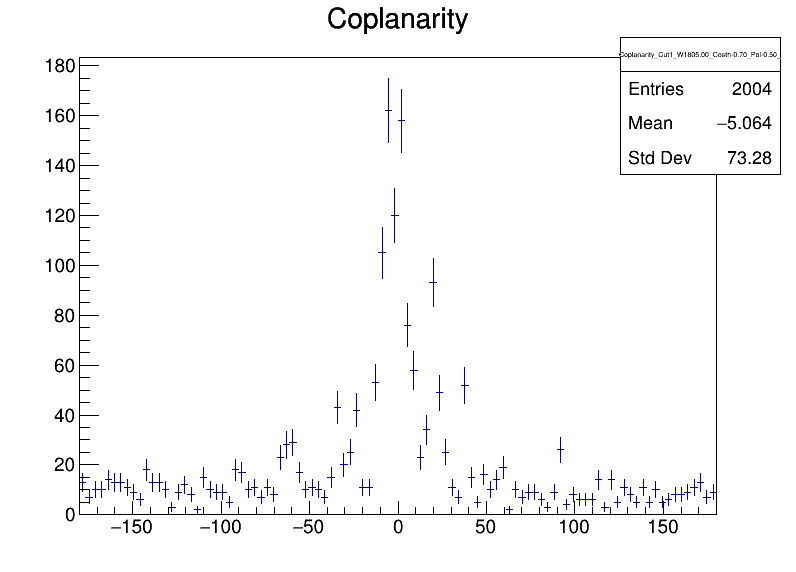 Coplanarity
Coplanarity_Cut1_W1805.00_Costh-0.70_Pol-0.50_
Entries 2004
Mean −5.064
Std Dev 73.28
180
160
140
120
100
80
60
40
20
0
−150 −100 −50 0 50 100 150